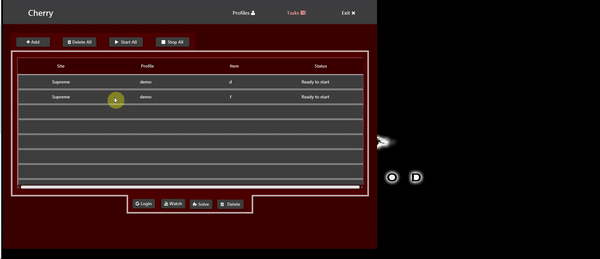 Cherry Profiles Tasks Exit ×
+ Add Delete All Start All Stop All
Site Profile Item Status
Supreme demo d Ready to start
Supreme demo f Ready to start
Login Watch Solve Delete
O D